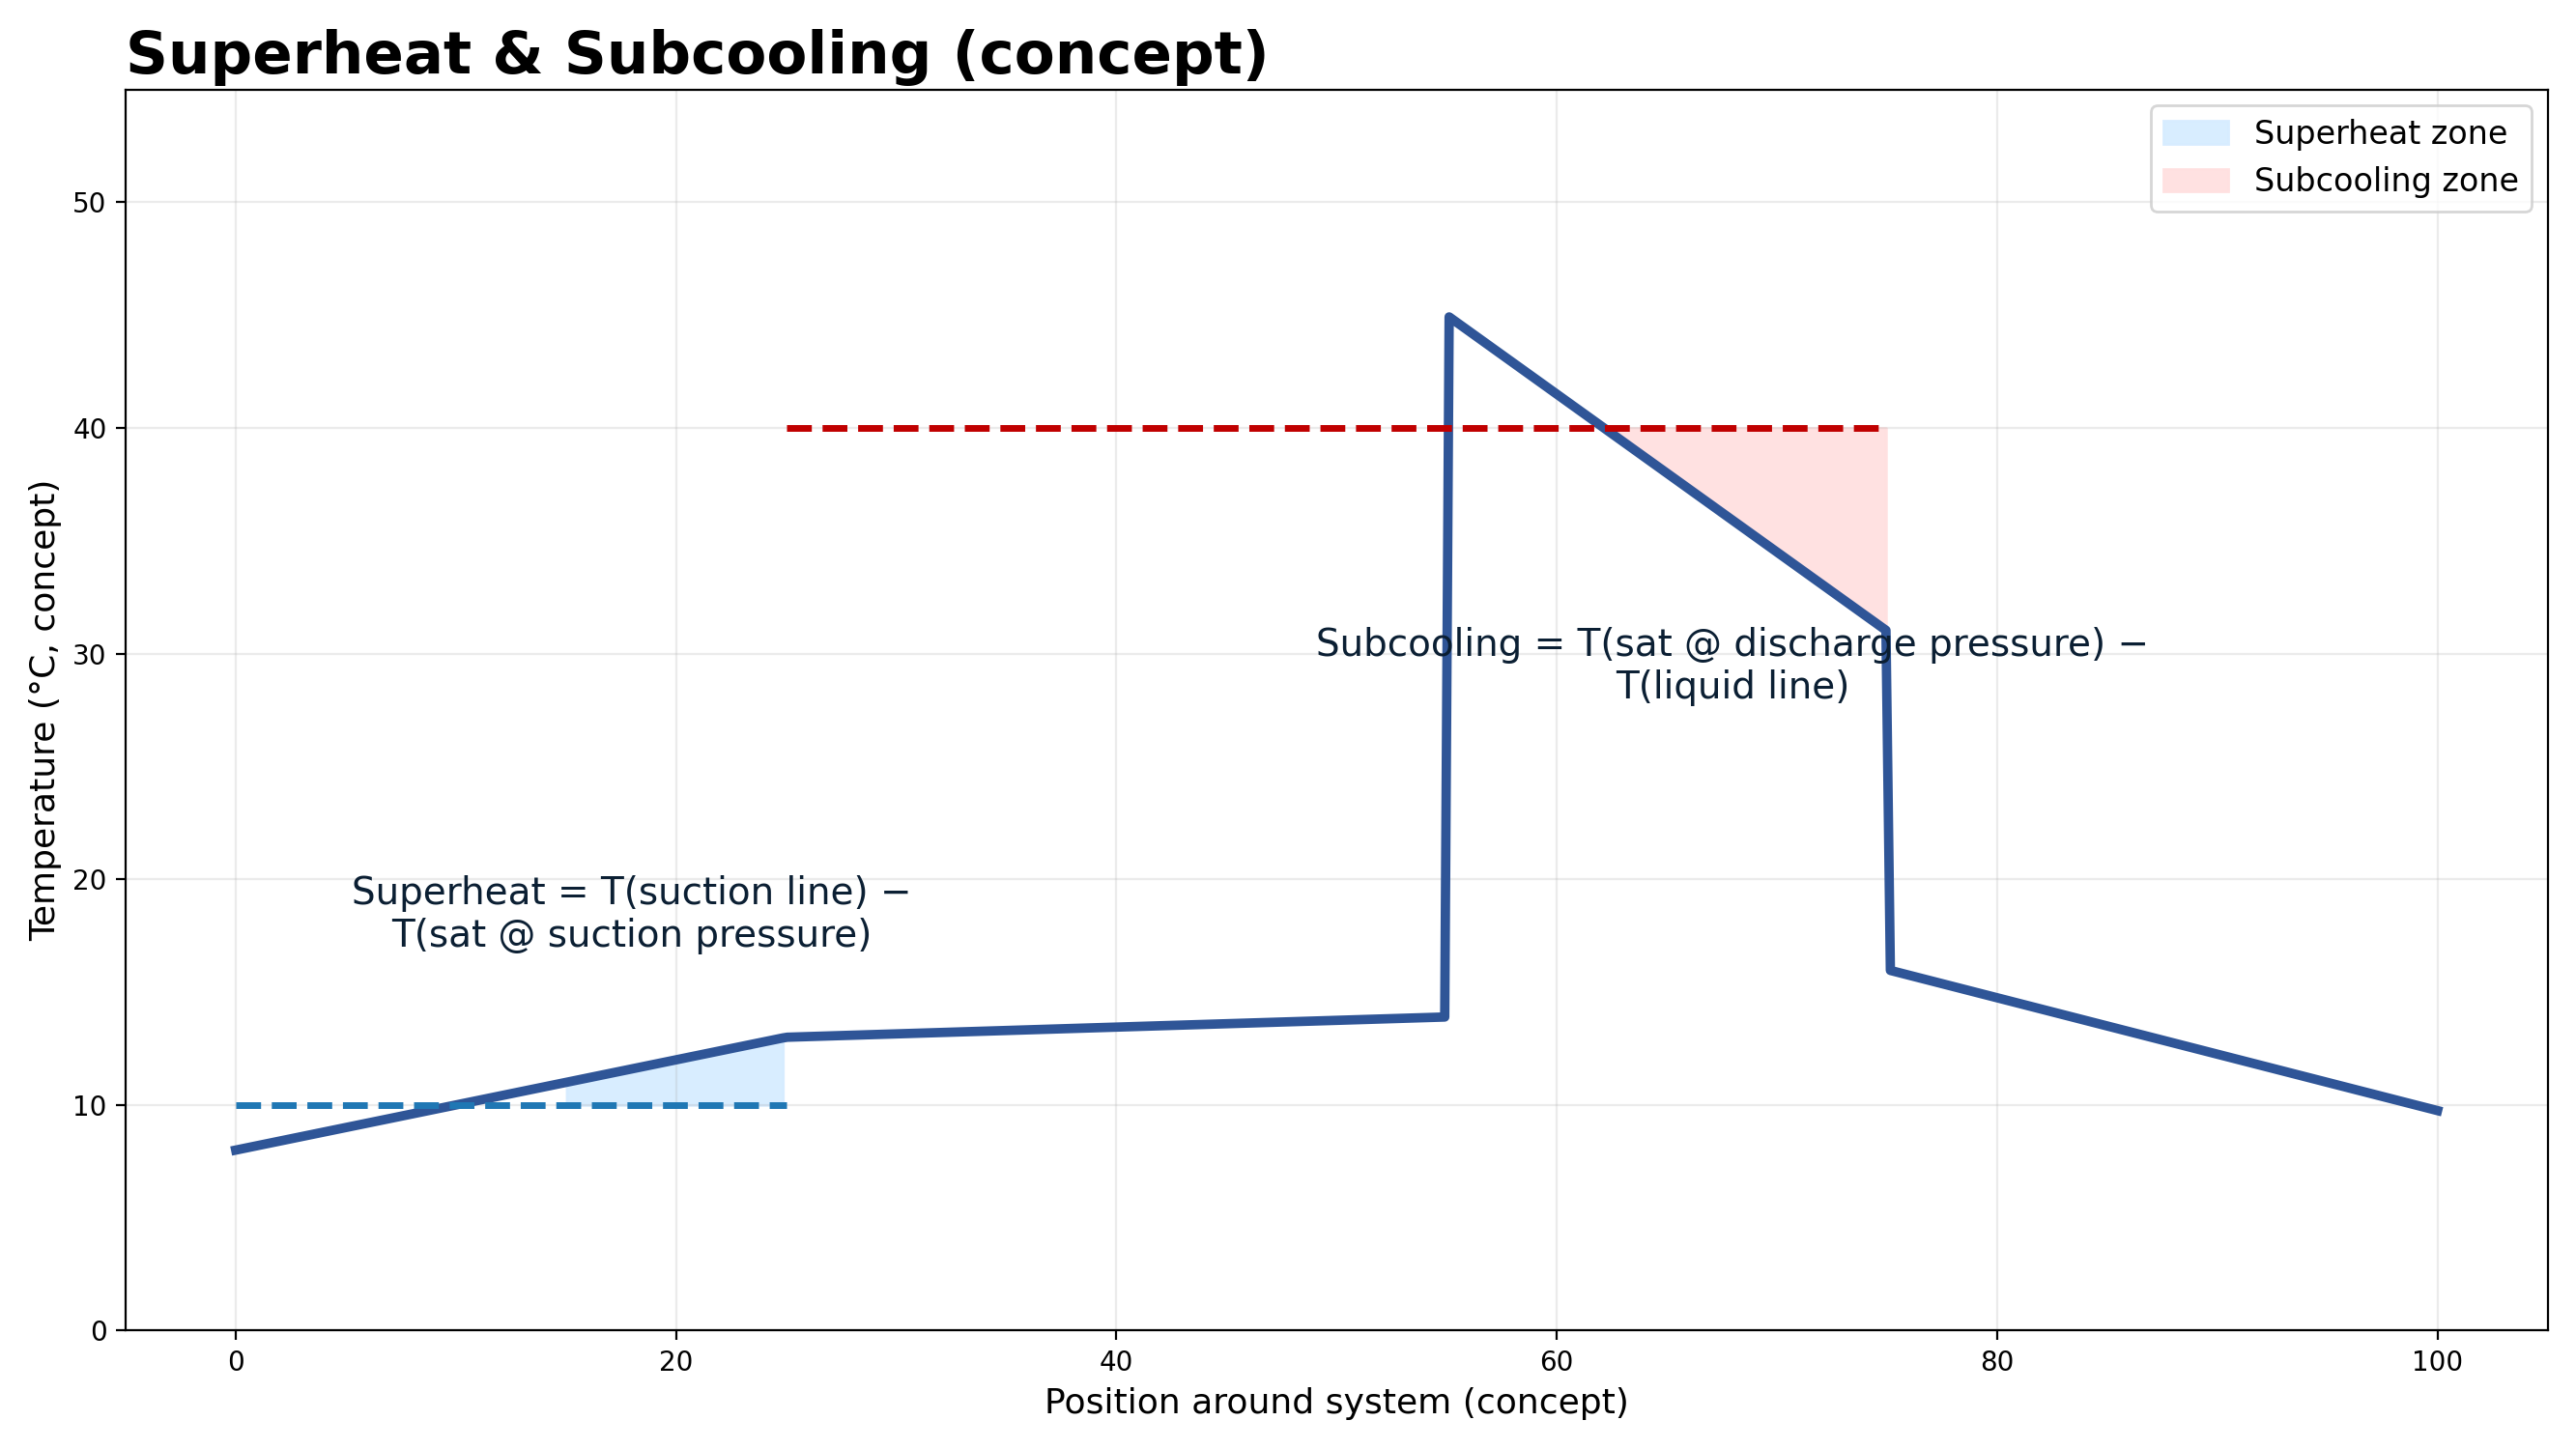 Superheat & Subcooling (concept)
Superheat zone
Subcooling zone
50
40
30
20
10
0
Temperature (°C, concept)
Subcooling = T(sat @ discharge pressure) −
T(liquid line)
Superheat = T(suction line) −
T(sat @ suction pressure)
0 20 40 60 80 100
Position around system (concept)